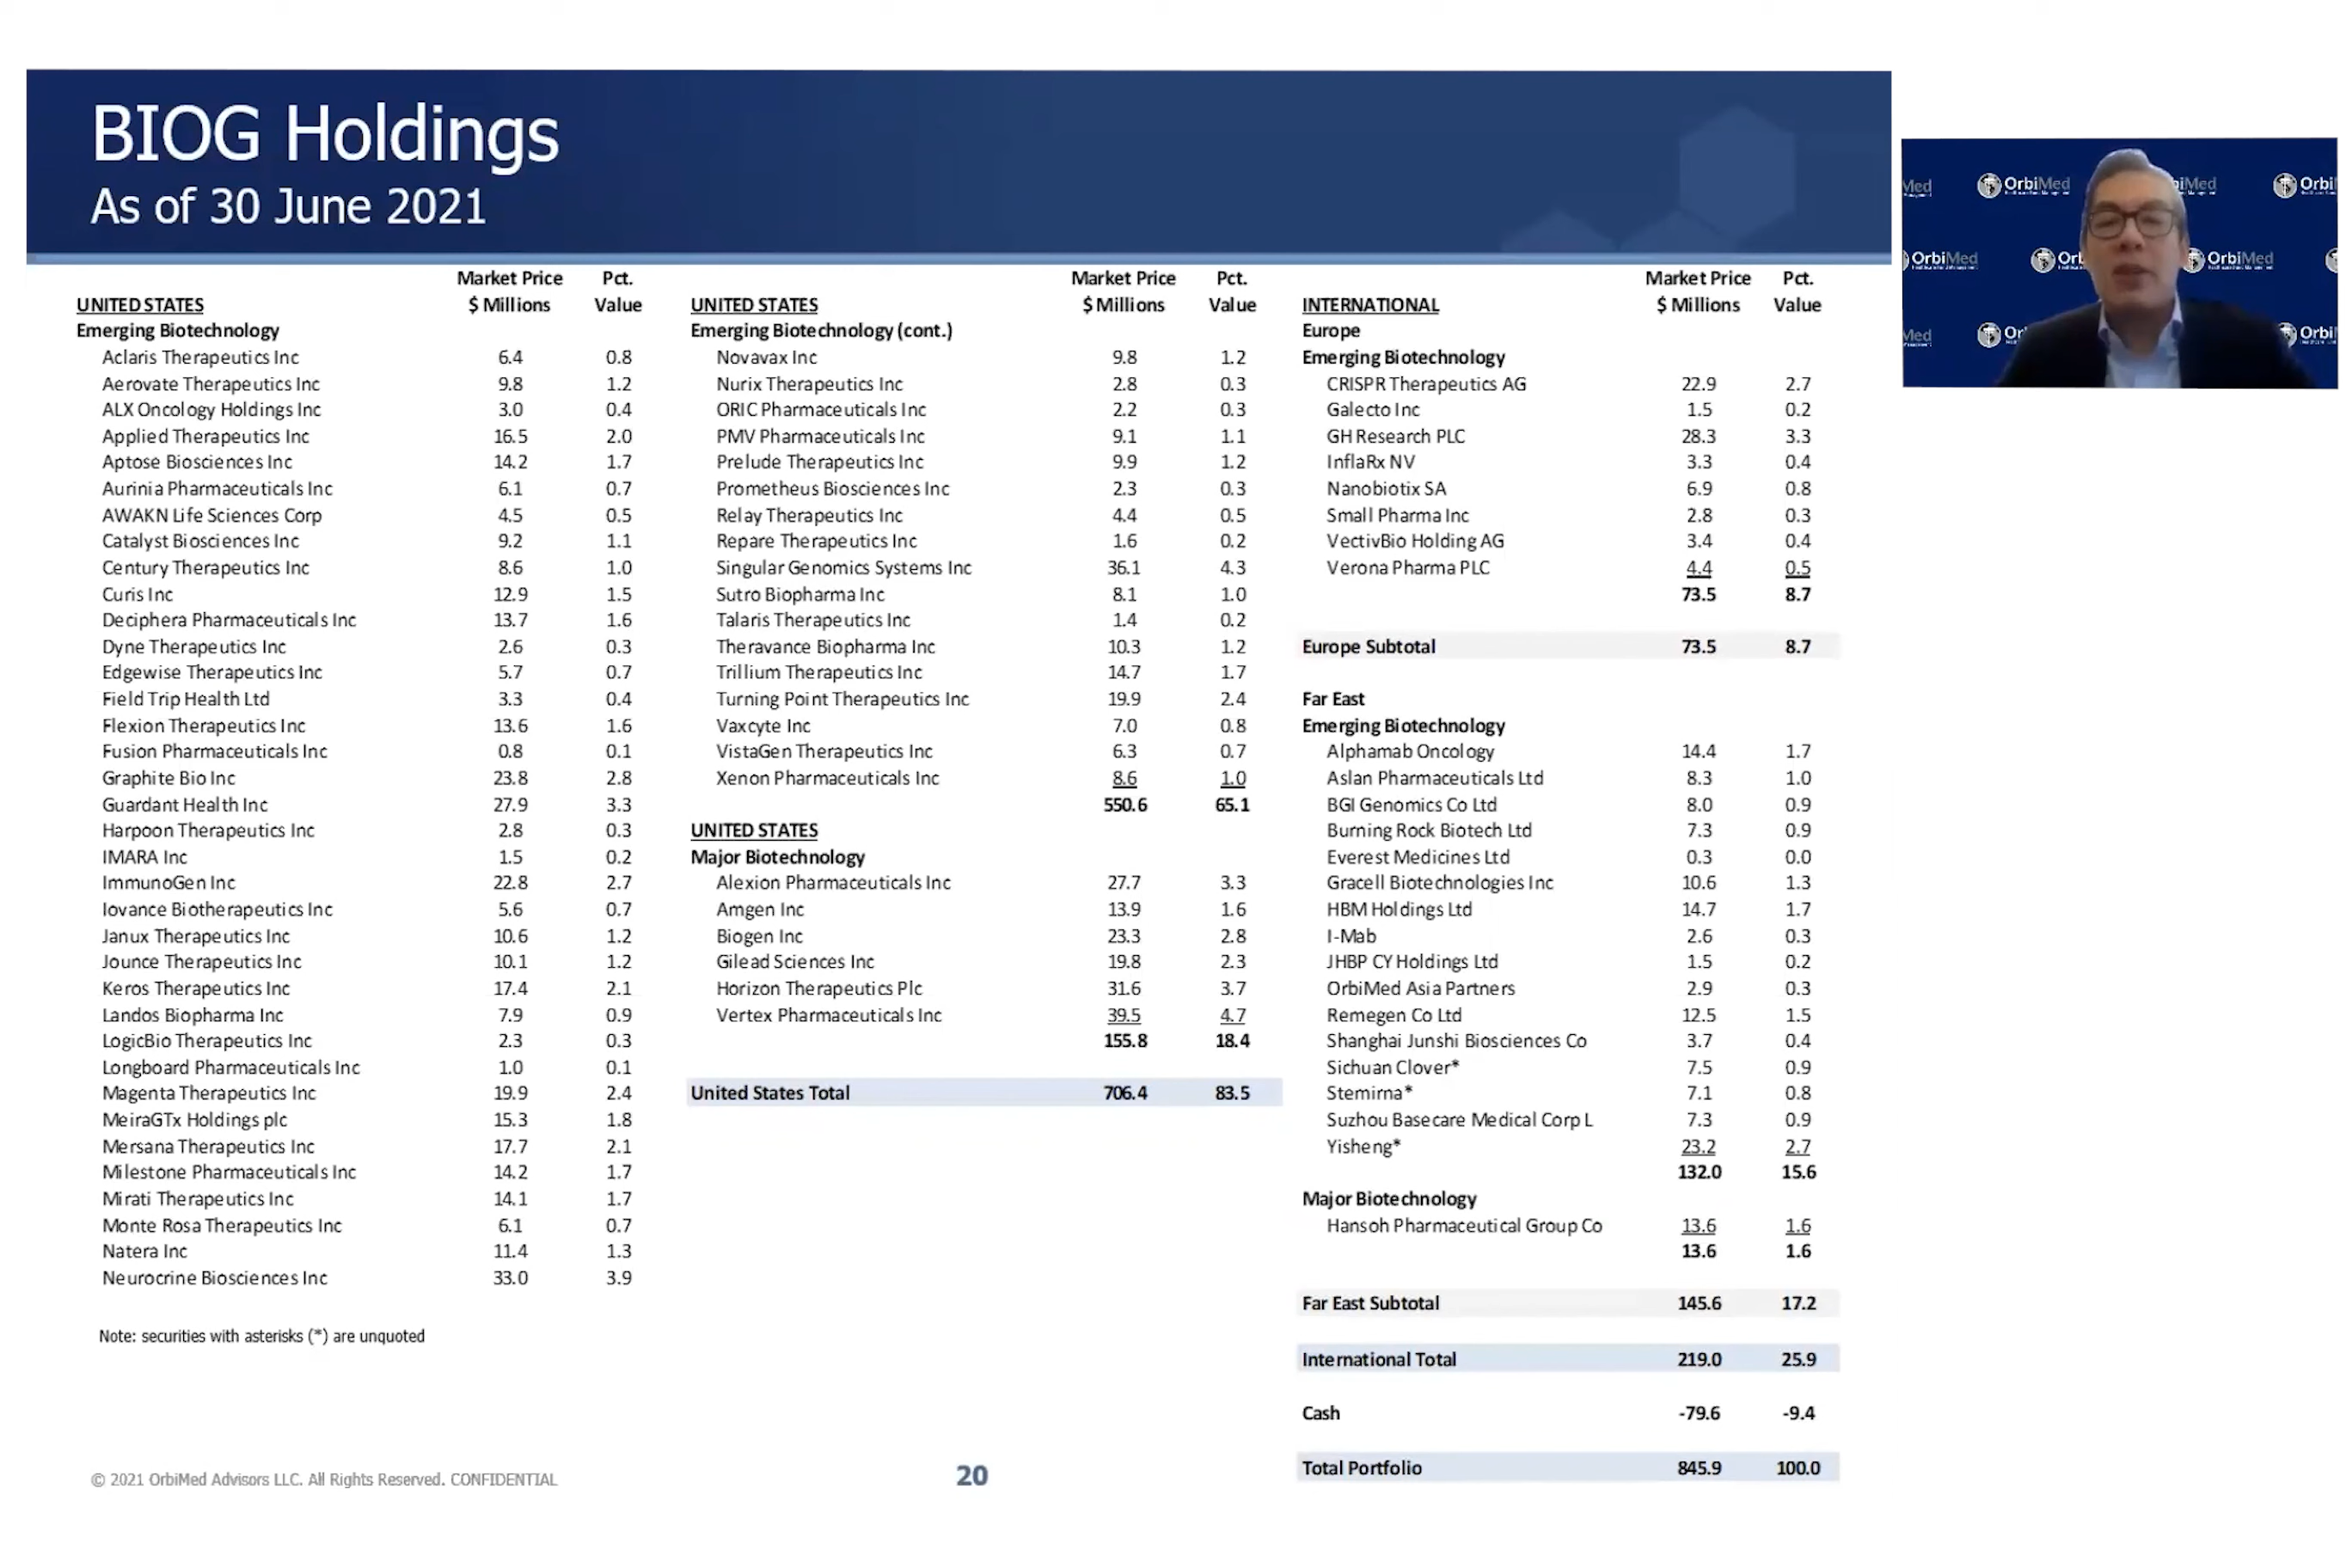 BIOG Holdings
As of 30 June 2021
Market Price Pct.
UNITED STATES $ Millions Value
Emerging Biotechnology
Aclaris Therapeutics Inc 6.4 0.8
Aerovate Therapeutics Inc 9.8 1.2
ALX Oncology Holdings Inc 3.0 0.4
Applied Therapeutics Inc 16.5 2.0
Aptose Biosciences Inc 14.2 1.7
Aurinia Pharmaceuticals Inc 6.1 0.7
AWAKN Life Sciences Corp 4.5 0.5
Catalyst Biosciences Inc 9.2 1.1
Century Therapeutics Inc 8.6 1.0
Curis Inc 12.9 1.5
Deciphera Pharmaceuticals Inc 13.7 1.6
Dyne Therapeutics Inc 2.6 0.3
Edgewise Therapeutics Inc 5.7 0.7
Field Trip Health Ltd 3.3 0.4
Flexion Therapeutics Inc 13.6 1.6
Fusion Pharmaceuticals Inc 0.8 0.1
Graphite Bio Inc 23.8 2.8
Guardant Health Inc 27.9 3.3
Harpoon Therapeutics Inc 2.8 0.3
IMARA Inc 1.5 0.2
ImmunoGen Inc 22.8 2.7
Iovance Biotherapeutics Inc 5.6 0.7
Janux Therapeutics Inc 10.6 1.2
Jounce Therapeutics Inc 10.1 1.2
Keros Therapeutics Inc 17.4 2.1
Landos Biopharma Inc 7.9 0.9
LogicBio Therapeutics Inc 2.3 0.3
Longboard Pharmaceuticals Inc 1.0 0.1
Magenta Therapeutics Inc 19.9 2.4
MeiraGTx Holdings plc 15.3 1.8
Mersana Therapeutics Inc 17.7 2.1
Milestone Pharmaceuticals Inc 14.2 1.7
Mirati Therapeutics Inc 14.1 1.7
Monte Rosa Therapeutics Inc 6.1 0.7
Natera Inc 11.4 1.3
Neurocrine Biosciences Inc 33.0 3.9
Note: securities with asterisks (*) are unquoted
Market Price Pct.
UNITED STATES $ Millions Value
Emerging Biotechnology (cont.)
Novavax Inc 9.8 1.2
Nurix Therapeutics Inc 2.8 0.3
ORIC Pharmaceuticals Inc 2.2 0.3
PMV Pharmaceuticals Inc 9.1 1.1
Prelude Therapeutics Inc 9.9 1.2
Prometheus Biosciences Inc 2.3 0.3
Relay Therapeutics Inc 4.4 0.5
Repare Therapeutics Inc 1.6 0.2
Singular Genomics Systems Inc 36.1 4.3
Sutro Biopharma Inc 8.1 1.0
Talaris Therapeutics Inc 1.4 0.2
Theravance Biopharma Inc 10.3 1.2
Trillium Therapeutics Inc 14.7 1.7
Turning Point Therapeutics Inc 19.9 2.4
Vaxcyte Inc 7.0 0.8
VistaGen Therapeutics Inc 6.3 0.7
Xenon Pharmaceuticals Inc 8.6 1.0
550.6 65.1
UNITED STATES
Major Biotechnology
Alexion Pharmaceuticals Inc 27.7 3.3
Amgen Inc 13.9 1.6
Biogen Inc 23.3 2.8
Gilead Sciences Inc 19.8 2.3
Horizon Therapeutics Plc 31.6 3.7
Vertex Pharmaceuticals Inc 39.5 4.7
155.8 18.4
United States Total 706.4 83.5
Market Price Pct.
INTERNATIONAL $ Millions Value
Europe
Emerging Biotechnology
CRISPR Therapeutics AG 22.9 2.7
Galecto Inc 1.5 0.2
GH Research PLC 28.3 3.3
InflaRx NV 3.3 0.4
Nanobiotix SA 6.9 0.8
Small Pharma Inc 2.8 0.3
VectivBio Holding AG 3.4 0.4
Verona Pharma PLC 4.4 0.5
73.5 8.7
Europe Subtotal 73.5 8.7
Far East
Emerging Biotechnology
Alphamab Oncology 14.4 1.7
Aslan Pharmaceuticals Ltd 8.3 1.0
BGI Genomics Co Ltd 8.0 0.9
Burning Rock Biotech Ltd 7.3 0.9
Everest Medicines Ltd 0.3 0.0
Gracell Biotechnologies Inc 10.6 1.3
HBM Holdings Ltd 14.7 1.7
I-Mab 2.6 0.3
JHBP CY Holdings Ltd 1.5 0.2
OrbiMed Asia Partners 2.9 0.3
Remegen Co Ltd 12.5 1.5
Shanghai Junshi Biosciences Co 3.7 0.4
Sichuan Clover* 7.5 0.9
Stemirna* 7.1 0.8
Suzhou Basecare Medical Corp L 7.3 0.9
Yisheng* 23.2 2.7
132.0 15.6
Major Biotechnology
Hansoh Pharmaceutical Group Co 13.6 1.6
13.6 1.6
Far East Subtotal 145.6 17.2
International Total 219.0 25.9
Cash -79.6 -9.4
Total Portfolio 845.9 100.0
© 2021 OrbiMed Advisors LLC. All Rights Reserved. CONFIDENTIAL
20
Med OrbiMed biMed Orbi
OrbiMed Orb OrbiMed
Med Or Orbi